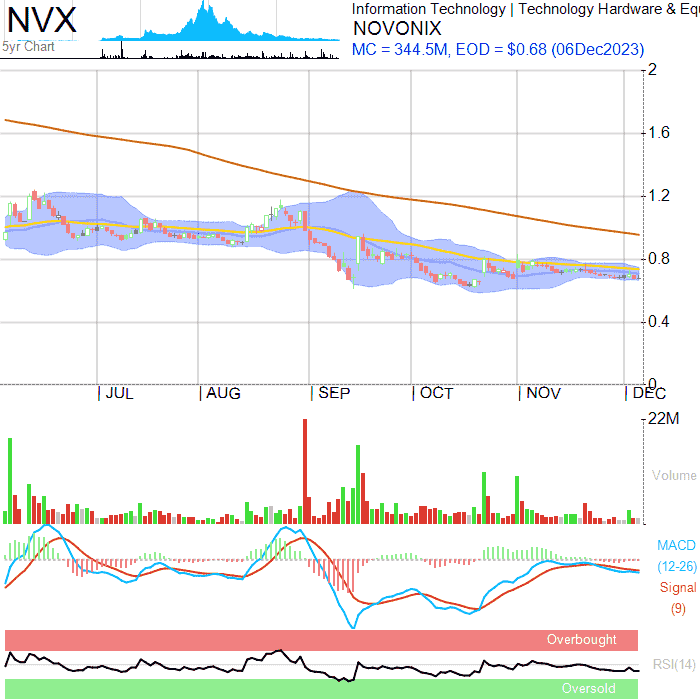 NVX
5yr Chart
Information Technology | Technology Hardware & Equ
NOVONIX
MC = 344.5M, EOD = $0.68 (06Dec2023)
2
1.6
1.2
0.8
0.4
0
JUL AUG SEP OCT NOV DEC
22M
Volume
MACD
(12-26)
Signal
(9)
Overbought
RSI(14)
Oversold